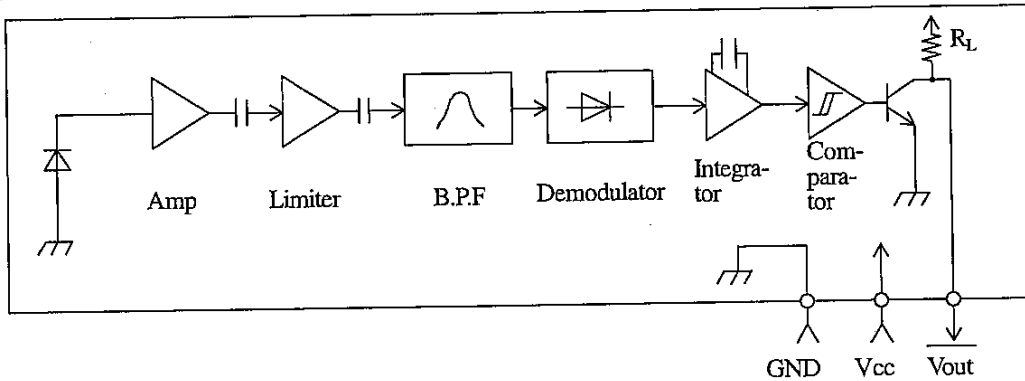 R_L
Amp
Limiter
B.P.F
Demodulator
Integra-
tor
Com-
para-
tor
GND
Vcc
Vout